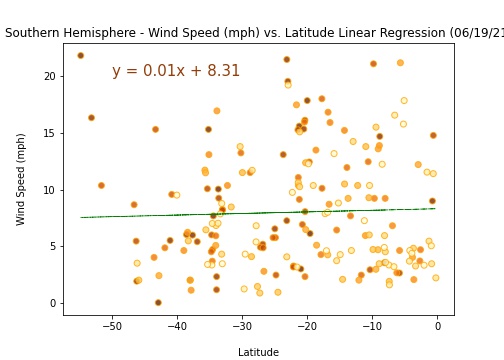 Southern Hemisphere - Wind Speed (mph) vs. Latitude Linear Regression (06/19/21
y = 0.01x + 8.31
20
15
10
5
0
Wind Speed (mph)
−50 −40 −30 −20 −10 0
Latitude